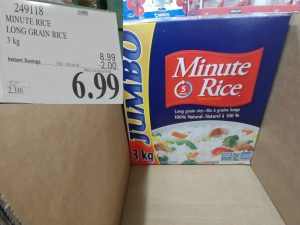 249118
MINUTE RICE
LONG GRAIN RICE
3 kg
8.99
Instant Savings
-2.00
6.99
2,330
JUMBO
3 kg
Minute
5
Rice
Long grain rice • Riz à grains longs
100% Natural • Naturel à 100 %